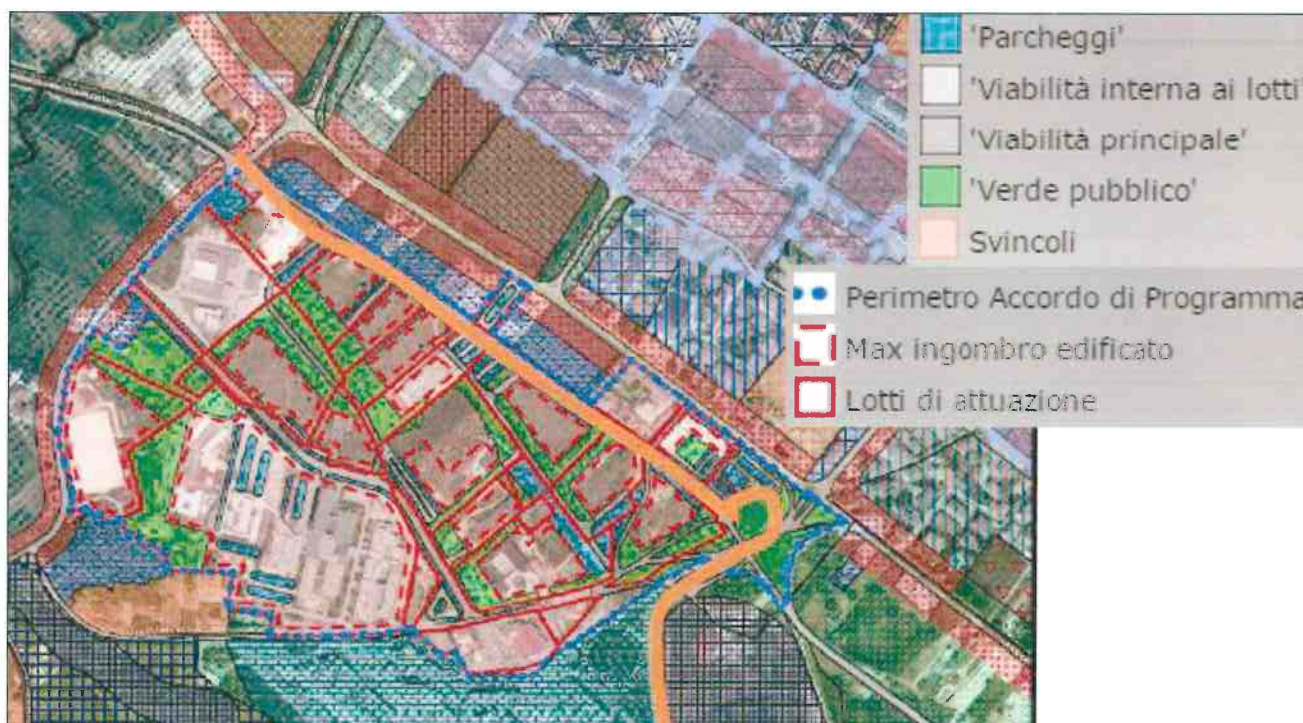 'Parcheggi'
'Viabilità interna ai lotti'
'Viabilità principale'
'Verde pubblico'
Svincoli
Perimetro Accordo di Programma
Max ingombro edificato
Lotti di attuazione